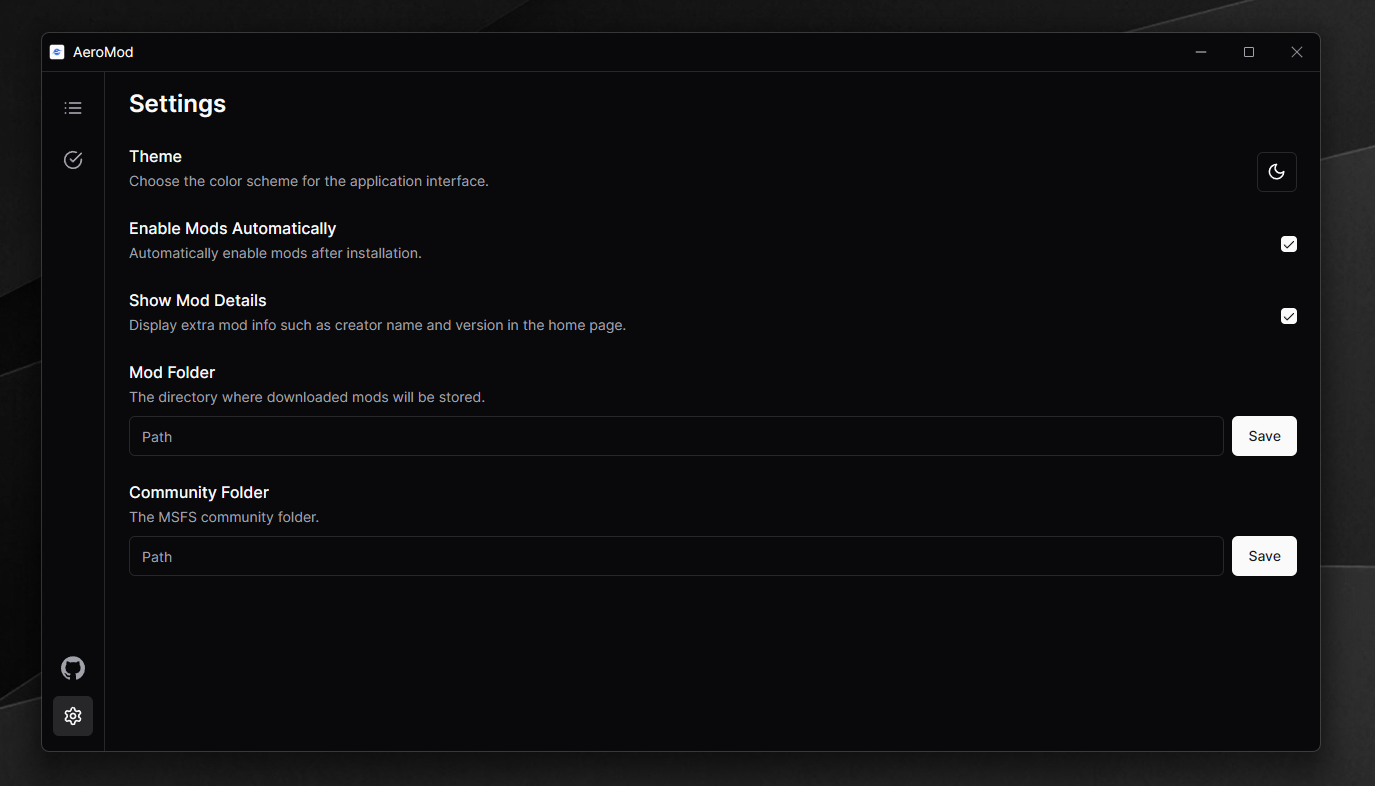 AeroMod
Settings
Theme
Choose the color scheme for the application interface.
Enable Mods Automatically
Automatically enable mods after installation.
Show Mod Details
Display extra mod info such as creator name and version in the home page.
Mod Folder
The directory where downloaded mods will be stored.
Path
Save
Community Folder
The MSFS community folder.
Path
Save